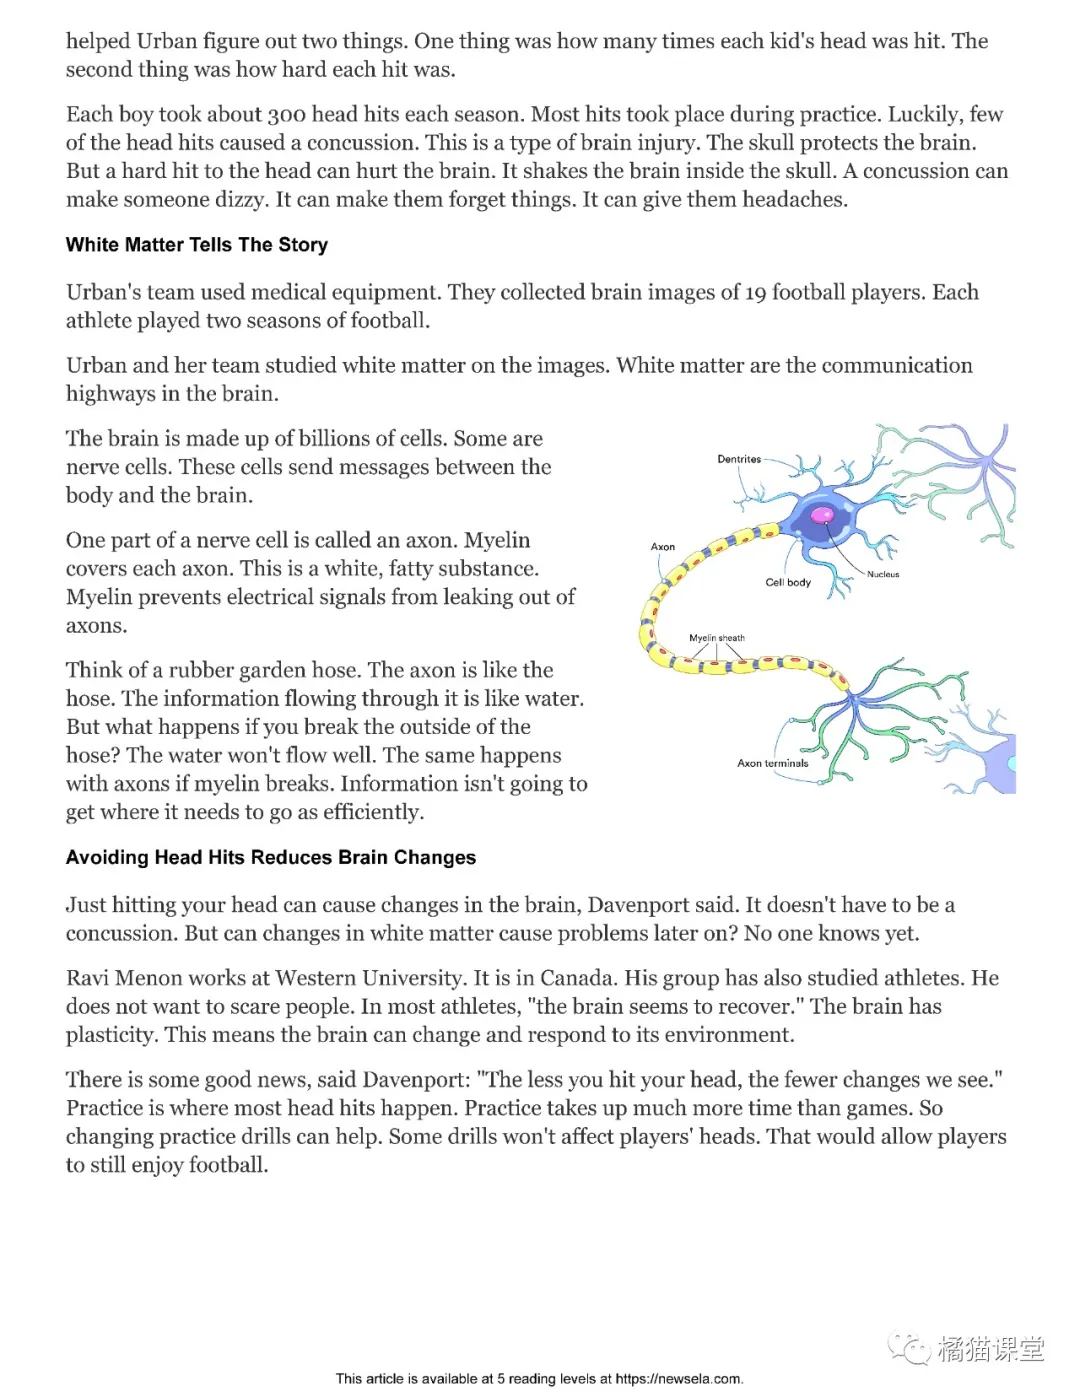 helped Urban figure out two things. One thing was how many times each kid's head was hit. The
second thing was how hard each hit was.
Each boy took about 300 head hits each season. Most hits took place during practice. Luckily, few
of the head hits caused a concussion. This is a type of brain injury. The skull protects the brain.
But a hard hit to the head can hurt the brain. It shakes the brain inside the skull. A concussion can
make someone dizzy. It can make them forget things. It can give them headaches.
White Matter Tells The Story
Urban's team used medical equipment. They collected brain images of 19 football players. Each
athlete played two seasons of football.
Urban and her team studied white matter on the images. White matter are the communication
highways in the brain.
The brain is made up of billions of cells. Some are
nerve cells. These cells send messages between the
body and the brain.
One part of a nerve cell is called an axon. Myelin
covers each axon. This is a white, fatty substance.
Myelin prevents electrical signals from leaking out of
axons.
Think of a rubber garden hose. The axon is like the
hose. The information flowing through it is like water.
But what happens if you break the outside of the
hose? The water won't flow well. The same happens
with axons if myelin breaks. Information isn't going to
get where it needs to go as efficiently.
Dentrites
Axon
Cell body
Nucleus
Myelin sheath
Axon terminals
Avoiding Head Hits Reduces Brain Changes
Just hitting your head can cause changes in the brain, Davenport said. It doesn't have to be a
concussion. But can changes in white matter cause problems later on? No one knows yet.
Ravi Menon works at Western University. It is in Canada. His group has also studied athletes. He
does not want to scare people. In most athletes, "the brain seems to recover." The brain has
plasticity. This means the brain can change and respond to its environment.
There is some good news, said Davenport: "The less you hit your head, the fewer changes we see."
Practice is where most head hits happen. Practice takes up much more time than games. So
changing practice drills can help. Some drills won't affect players' heads. That would allow players
to still enjoy football.
橘猫课堂
This article is available at 5 reading levels at https://newsela.com.